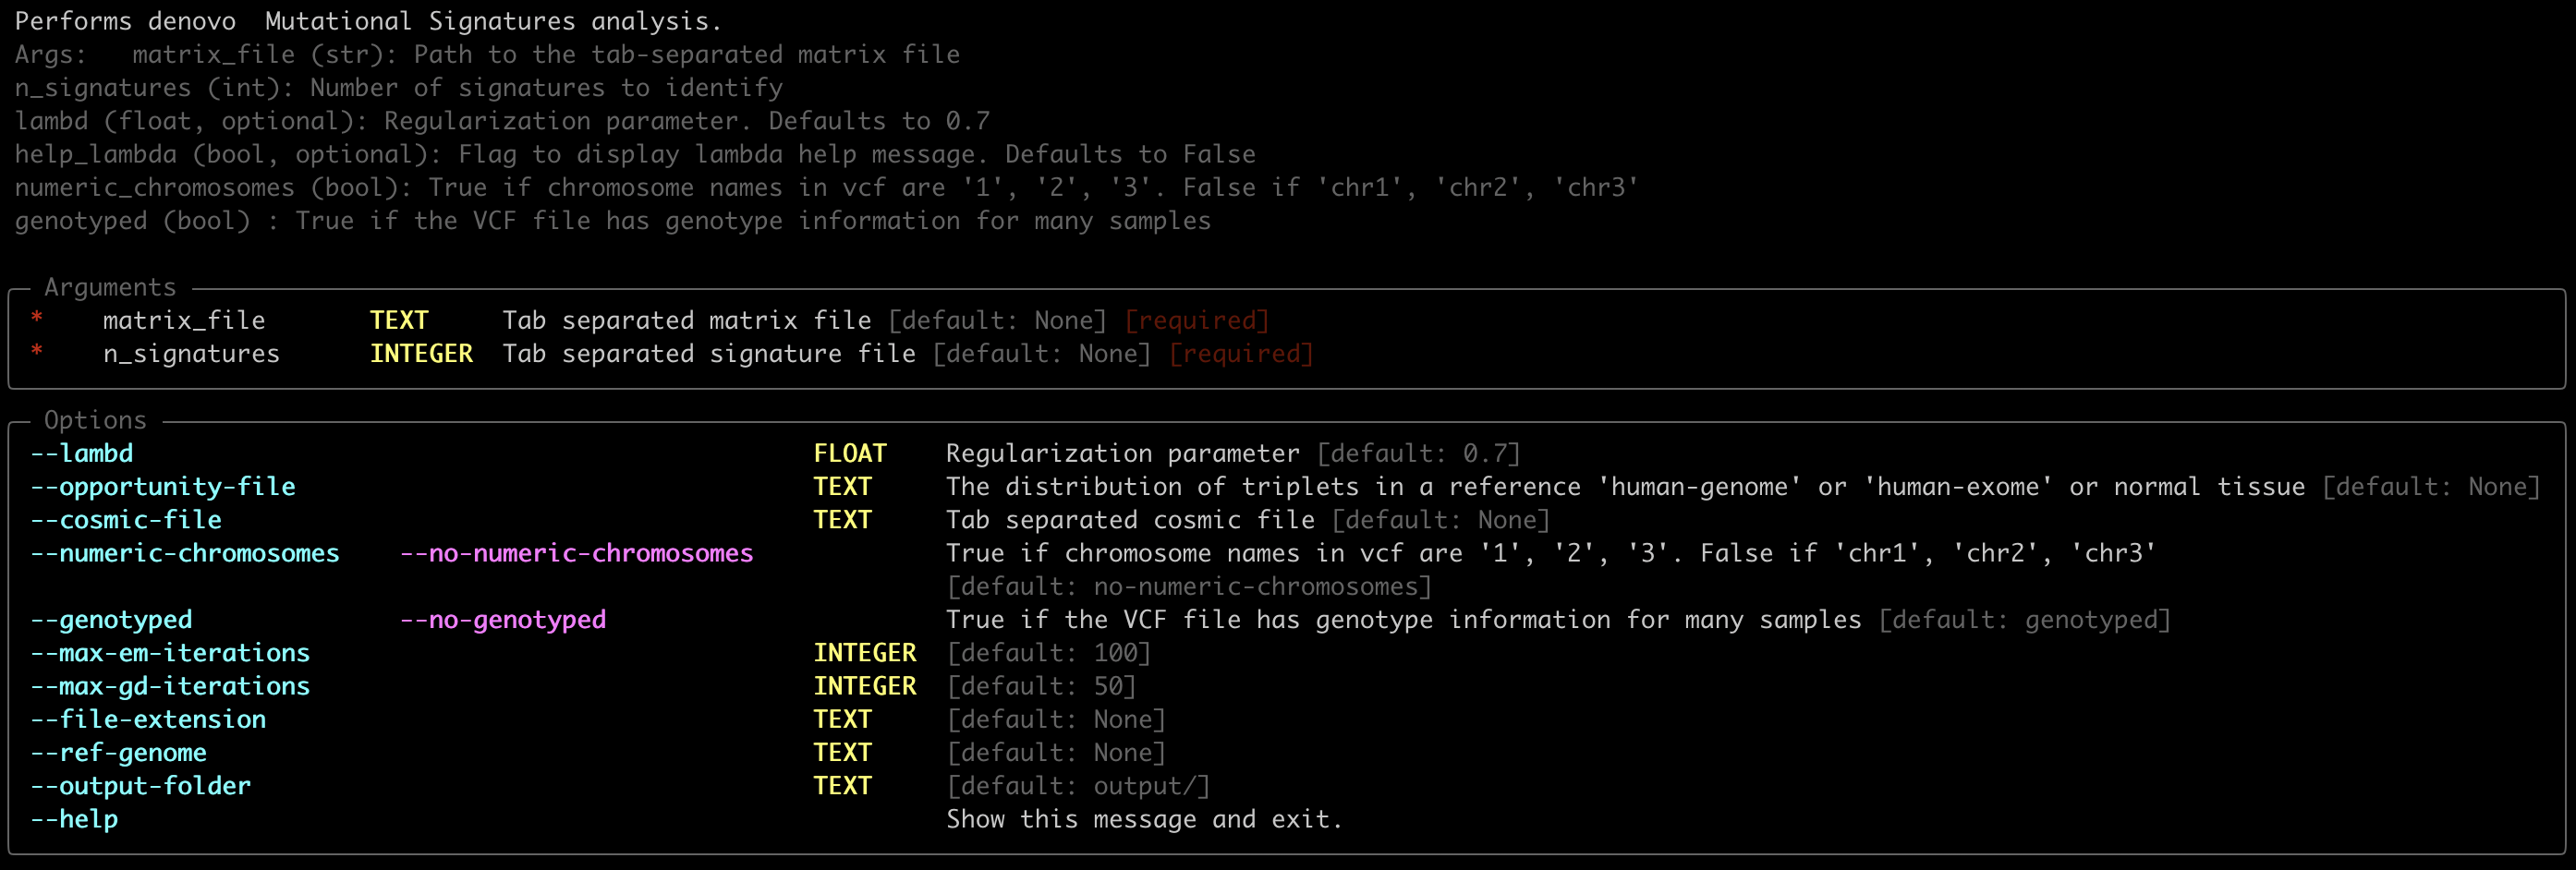 Performs denovo  Mutational Signatures analysis.
Args:   matrix_file (str): Path to the tab-separated matrix file
n_signatures (int): Number of signatures to identify
lambd (float, optional): Regularization parameter. Defaults to 0.7
help_lambda (bool, optional): Flag to display lambda help message. Defaults to False
numeric_chromosomes (bool): True if chromosome names in vcf are '1', '2', '3'. False if 'chr1', 'chr2', 'chr3'
genotyped (bool) : True if the VCF file has genotype information for many samples
Arguments
*    matrix_file       TEXT     Tab separated matrix file [default: None] [required]
*    n_signatures      INTEGER  Tab separated signature file [default: None] [required]
Options
--lambd    FLOAT    Regularization parameter [default: 0.7]
--opportunity-file    TEXT    The distribution of triplets in a reference 'human-genome' or 'human-exome' or normal tissue [default: None]
--cosmic-file    TEXT    Tab separated cosmic file [default: None]
--numeric-chromosomes    --no-numeric-chromosomes    True if chromosome names in vcf are '1', '2', '3'. False if 'chr1', 'chr2', 'chr3'
[default: no-numeric-chromosomes]
--genotyped    --no-genotyped    True if the VCF file has genotype information for many samples [default: genotyped]
--max-em-iterations    INTEGER  [default: 100]
--max-gd-iterations    INTEGER  [default: 50]
--file-extension    TEXT    [default: None]
--ref-genome    TEXT    [default: None]
--output-folder    TEXT    [default: output/]
--help    Show this message and exit.